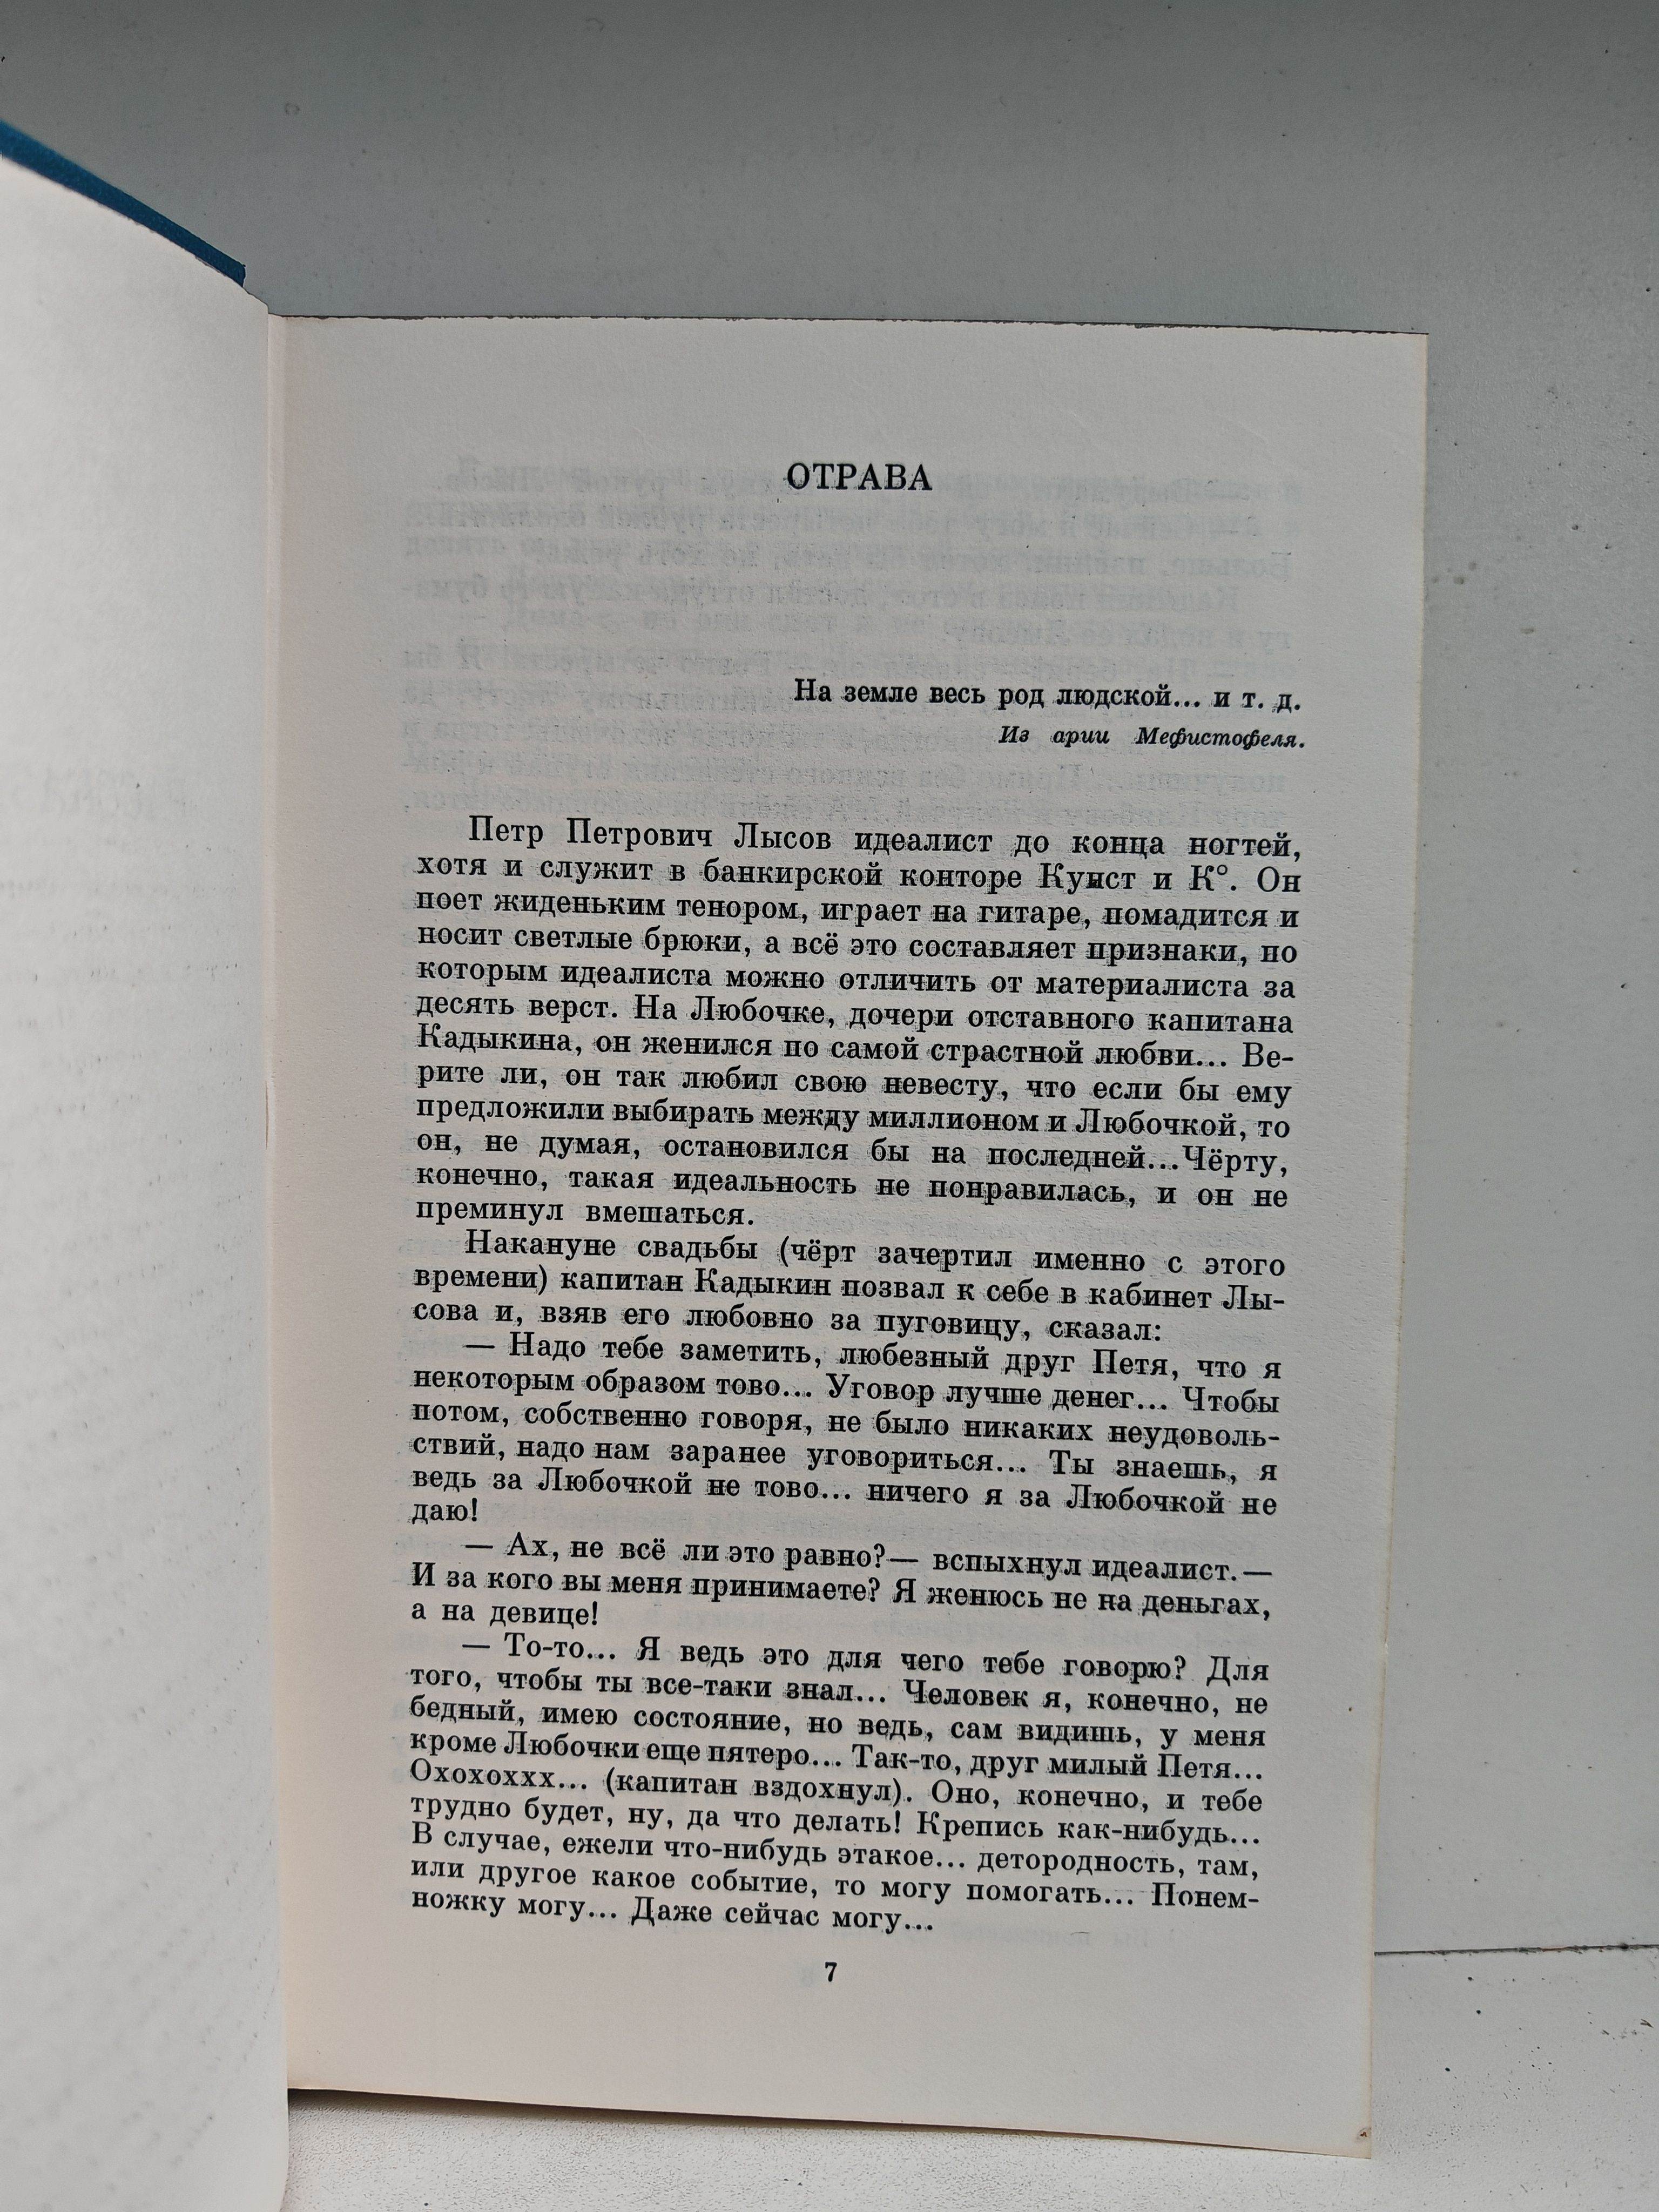 ОТРАВА
На земле весь род людской... и т. д.
Из арии Мефистофеля.
Петр Петрович Лысов идеалист до конца ногтей,
хотя и служит в банкирской конторе Кунст и К°. Он
поет жиденьким тенором, играет на гитаре, помадится и
носит светлые брюки, а всё это составляет признаки, по
которым идеалиста можно отличить от материалиста за
десять верст. На Любочке, дочери отставного капитана
Кадыкина, он женился по самой страстной любви... Ве-
рите ли, он так любил свою невесту, что если бы ему
предложили выбирать между миллионом и Любочкой, то
он, не думая, остановился бы на последней...Чёрту,
конечно, такая идеальность не понравилась, и он не
преминул вмешаться.
Накануне свадьбы (чёрт зачертил именно с этого
времени) капитан Кадыкин позвал к себе в кабинет Лы-
сова и, взяв его любовно за пуговицу, сказал:
— Надо тебе заметить, любезный друг Петя, что я
некоторым образом тово... Уговор лучше денег... Чтобы
потом, собственно говоря, не было никаких неудоволь-
ствий, надо нам заранее уговориться... Ты знаешь, я
ведь за Любочкой не тово... ничего я за Любочкой не
даю!
— Ах, не всё ли это равно?— вспыхнул идеалист.—
И за кого вы меня принимаете? Я женюсь не на деньгах,
а на девице!
— То-то... Я ведь это для чего тебе говорю? Для
того, чтобы ты все-таки знал... Человек я, конечно, не
бедный, имею состояние, но ведь, сам видишь, у меня
кроме Любочки еще пятеро... Так-то, друг милый Петя...
Охохоххх... (капитан вздохнул). Оно, конечно, и тебе
трудно будет, ну, да что делать! Крепись как-нибудь...
В случае, ежели что-нибудь этакое... детородность, там,
или другое какое событие, то могу помогать... Понем-
ножку могу... Даже сейчас могу...
7